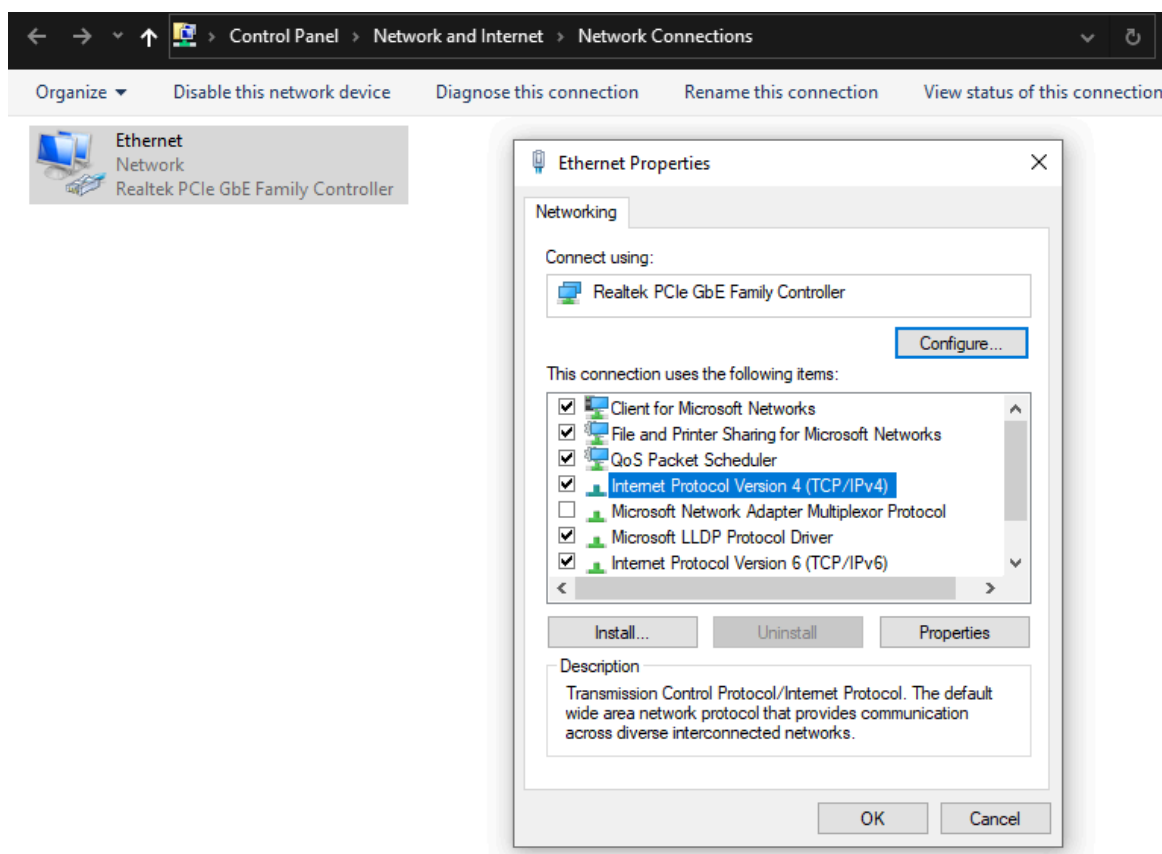 Control Panel > Network and Internet > Network Connections
Organize Disable this network device Diagnose this connection Rename this connection View status of this connection
Ethernet
Network
Realtek PCIe GbE Family Controller
Ethernet Properties
Networking
Connect using:
Realtek PCIe GbE Family Controller
Configure...
This connection uses the following items:
Client for Microsoft Networks
File and Printer Sharing for Microsoft Networks
QoS Packet Scheduler
Internet Protocol Version 4 (TCP/IPv4)
Microsoft Network Adapter Multiplexor Protocol
Microsoft LLDP Protocol Driver
Internet Protocol Version 6 (TCP/IPv6)
Install... Uninstall Properties
Description
Transmission Control Protocol/Internet Protocol. The default
wide area network protocol that provides communication
across diverse interconnected networks.
OK Cancel